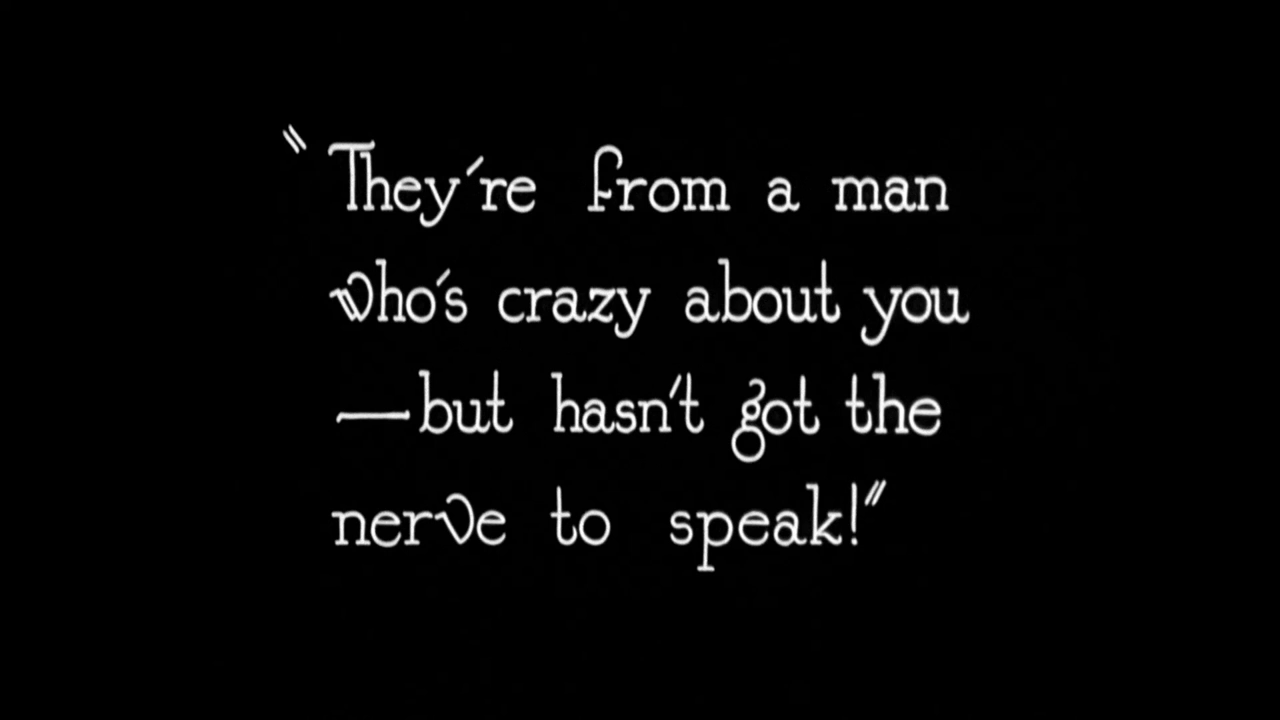 "They're from a man
who's crazy about you
—but hasn't got the
nerve to speak!"